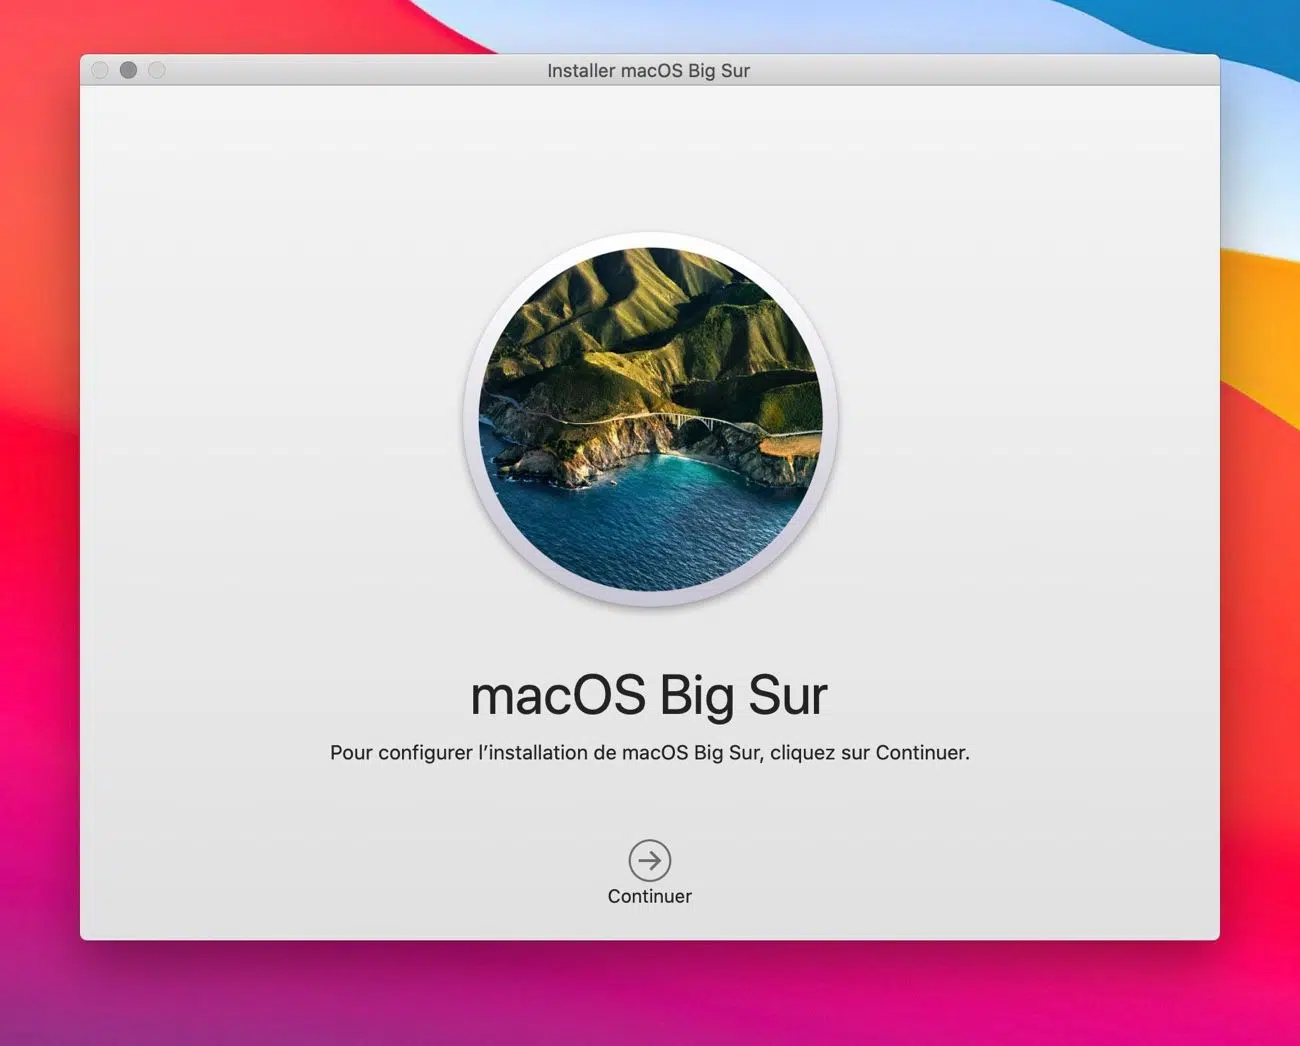 Installer macOS Big Sur
macOS Big Sur
Pour configurer l’installation de macOS Big Sur, cliquez sur Continuer.
Continuer